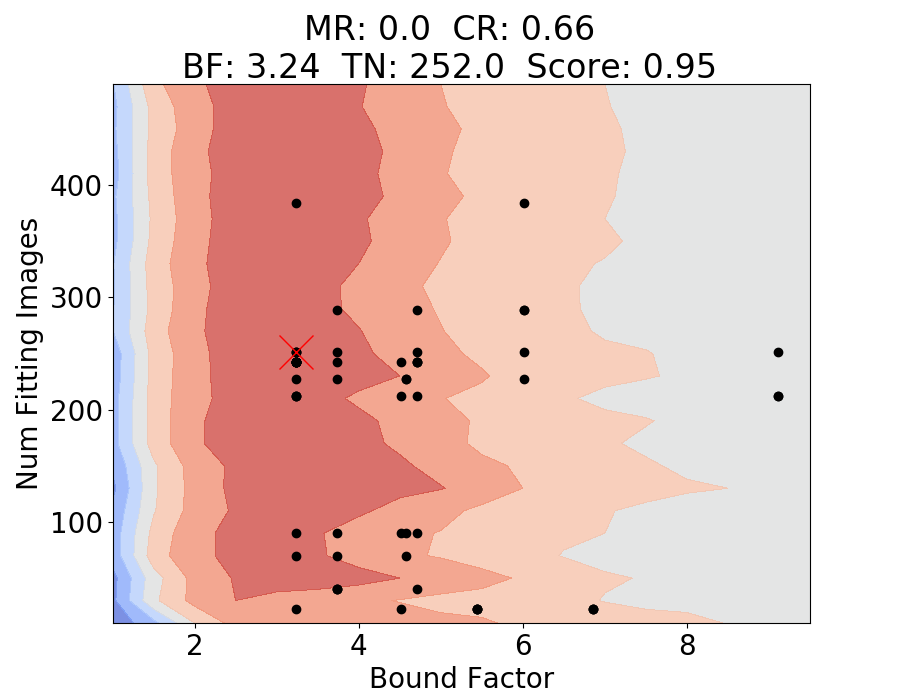 MR: 0.0 CR: 0.66
BF: 3.24 TN: 252.0 Score: 0.95
400
300
200
100
Num Fitting Images
2 4 6 8
Bound Factor